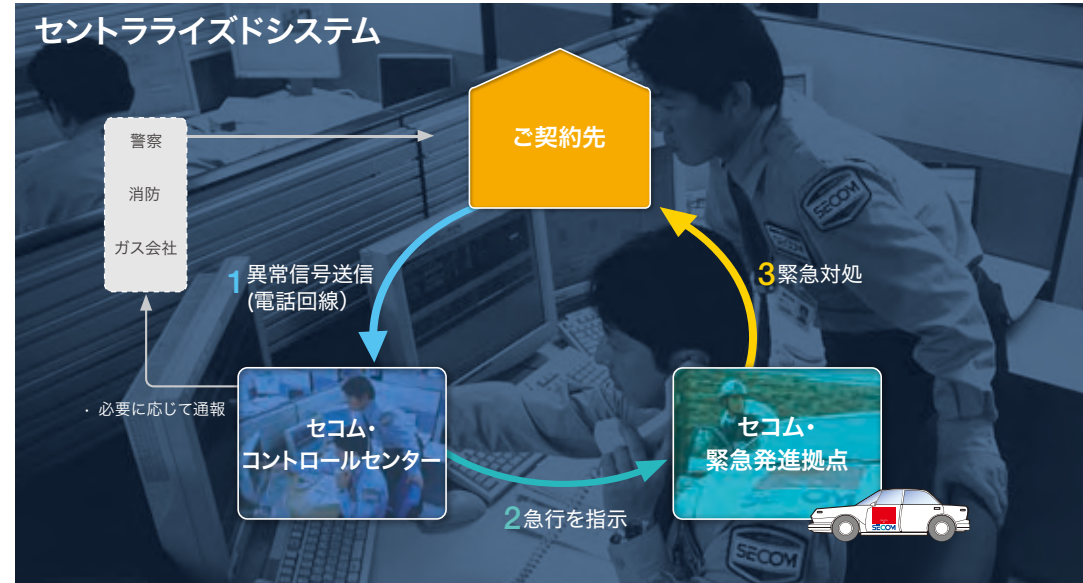 セントラライズドシステム
警察
消防
ガス会社
ご契約先
1 異常信号送信
(電話回線）
3 緊急対処
・ 必要に応じて通報
セコム・
コントロールセンター
セコム・
緊急発進拠点
2 急行を指示
SECOM
SECOM
SECOM